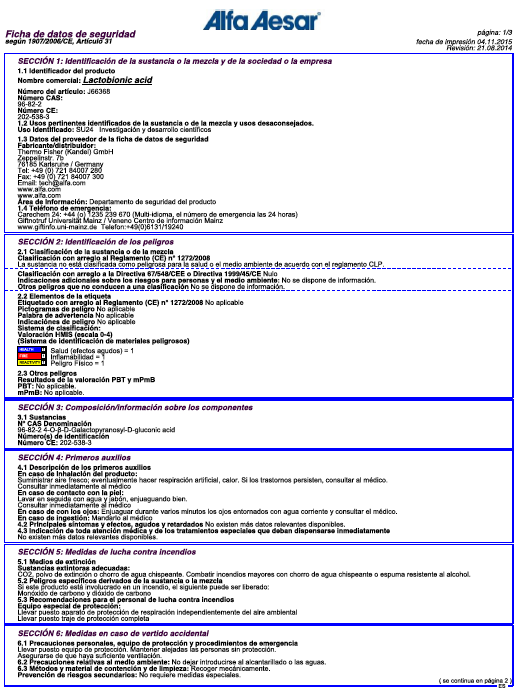 Alfa Aesar
Ficha de datos de seguridad
según 1907/2006/CE, Artículo 31
página: 1/3
fecha de impresión 04.11.2015
Revisión: 21.08.2014
SECCIÓN 1: Identificación de la sustancia o la mezcla y de la sociedad o la empresa
1.1 Identificador del producto
Nombre comercial: Lactobionic acid
Número del artículo: J66368
Número CAS:
96-82-2
Número CE:
202-538-3
1.2 Usos pertinentes identificados de la sustancia o de la mezcla y usos desaconsejados.
Uso identificado: SU24 Investigación y desarrollo científicos
1.3 Datos del proveedor de la ficha de datos de seguridad
Fabricante/distribuidor:
Thermo Fisher (Kandel) GmbH
Zeppelinstr. 7b
76185 Karlsruhe / Germany
Tel: +49 (0) 721 84007 280
Fax: +49 (0) 721 84007 300
Email: tech@alfa.com
www.alfa.com
www.alfa.com
Área de información: Departamento de seguridad del producto
1.4 Teléfono de emergencia:
Carechem 24: +44 (o) 1235 239 670 (Multi-idioma, el número de emergencia las 24 horas)
Giftnotruf Universität Mainz / Veneno Centro de Información Mainz
www.giftinfo.uni-mainz.de Telefon:+49(0)6131/19240
SECCIÓN 2: Identificación de los peligros
2.1 Clasificación de la sustancia o de la mezcla
Clasificación con arreglo al Reglamento (CE) nº 1272/2008
La sustancia no está clasificada como peligrosa para la salud o el medio ambiente de acuerdo con el reglamento CLP.
Clasificación con arreglo a la Directiva 67/548/CEE o Directiva 1999/45/CE Nulo
Indicaciones adicionales sobre los riesgos para personas y el medio ambiente: No se dispone de información.
Otros peligros que no conducen a una clasificación No se dispone de información.
2.2 Elementos de la etiqueta
Etiquetado con arreglo al Reglamento (CE) nº 1272/2008 No aplicable
Pictogramas de peligro No aplicable
Palabra de advertencia No aplicable
Indicaciones de peligro No aplicable
Sistema de clasificación:
Valoración HMIS (escala 0-4)
(Sistema de identificación de materiales peligrosos)
HEALTH Salud (efectos agudos) = 1
FIRE Inflamabilidad = 1
REACTIVITY Peligro Físico = 1
2.3 Otros peligros
Resultados de la valoración PBT y mPmB
PBT: No aplicable.
mPmB: No aplicable.
SECCIÓN 3: Composición/información sobre los componentes
3.1 Sustancias
Nº CAS Denominación
96-82-2 4-O-β-D-Galactopyranosyl-D-gluconic acid
Número(s) de identificación
Número CE: 202-538-3
SECCIÓN 4: Primeros auxilios
4.1 Descripción de los primeros auxilios
En caso de inhalación del producto:
Suministrar aire fresco; eventualmente hacer respiración artificial, calor. Si los trastornos persisten, consultar al médico.
Consultar inmediatamente al médico
En caso de contacto con la piel:
Lavar en seguida con agua y jabón, enjuagando bien.
Consultar inmediatamente al médico
En caso de con los ojos: Enjuagar durante varios minutos los ojos entornados con agua corriente y consultar el médico.
En caso de ingestión: Mandarlo al médico
4.2 Principales síntomas y efectos, agudos y retardados No existen más datos relevantes disponibles.
4.3 Indicación de toda atención médica y de los tratamientos especiales que deban dispensarse inmediatamente
No existen más datos relevantes disponibles.
SECCIÓN 5: Medidas de lucha contra incendios
5.1 Medios de extinción
Sustancias extintoras adecuadas:
CO2, polvo de extinción o chorro de agua chispeante. Combatir incendios mayores con chorro de agua chispeante o espuma resistente al alcohol.
5.2 Peligros específicos derivados de la sustancia o la mezcla
Si este producto está involucrado en un incendio, el siguiente puede ser liberado:
Monóxido de carbono y dióxido de carbono
5.3 Recomendaciones para el personal de lucha contra incendios
Equipo especial de protección:
Llevar puesto aparato de protección de respiración independientemente del aire ambiental
Llevar puesto traje de protección completa
SECCIÓN 6: Medidas en caso de vertido accidental
6.1 Precauciones personales, equipo de protección y procedimientos de emergencia
Llevar puesto equipo de protección. Mantener alejadas las personas sin protección.
Asegurarse de que haya suficiente ventilación.
6.2 Precauciones relativas al medio ambiente: No dejar introducirse al alcantarillado o las aguas.
6.3 Métodos y material de contención y de limpieza: Recoger mecánicamente.
Prevención de riesgos secundarios: No requiere medidas especiales.
( se continua en página 2 )
ES